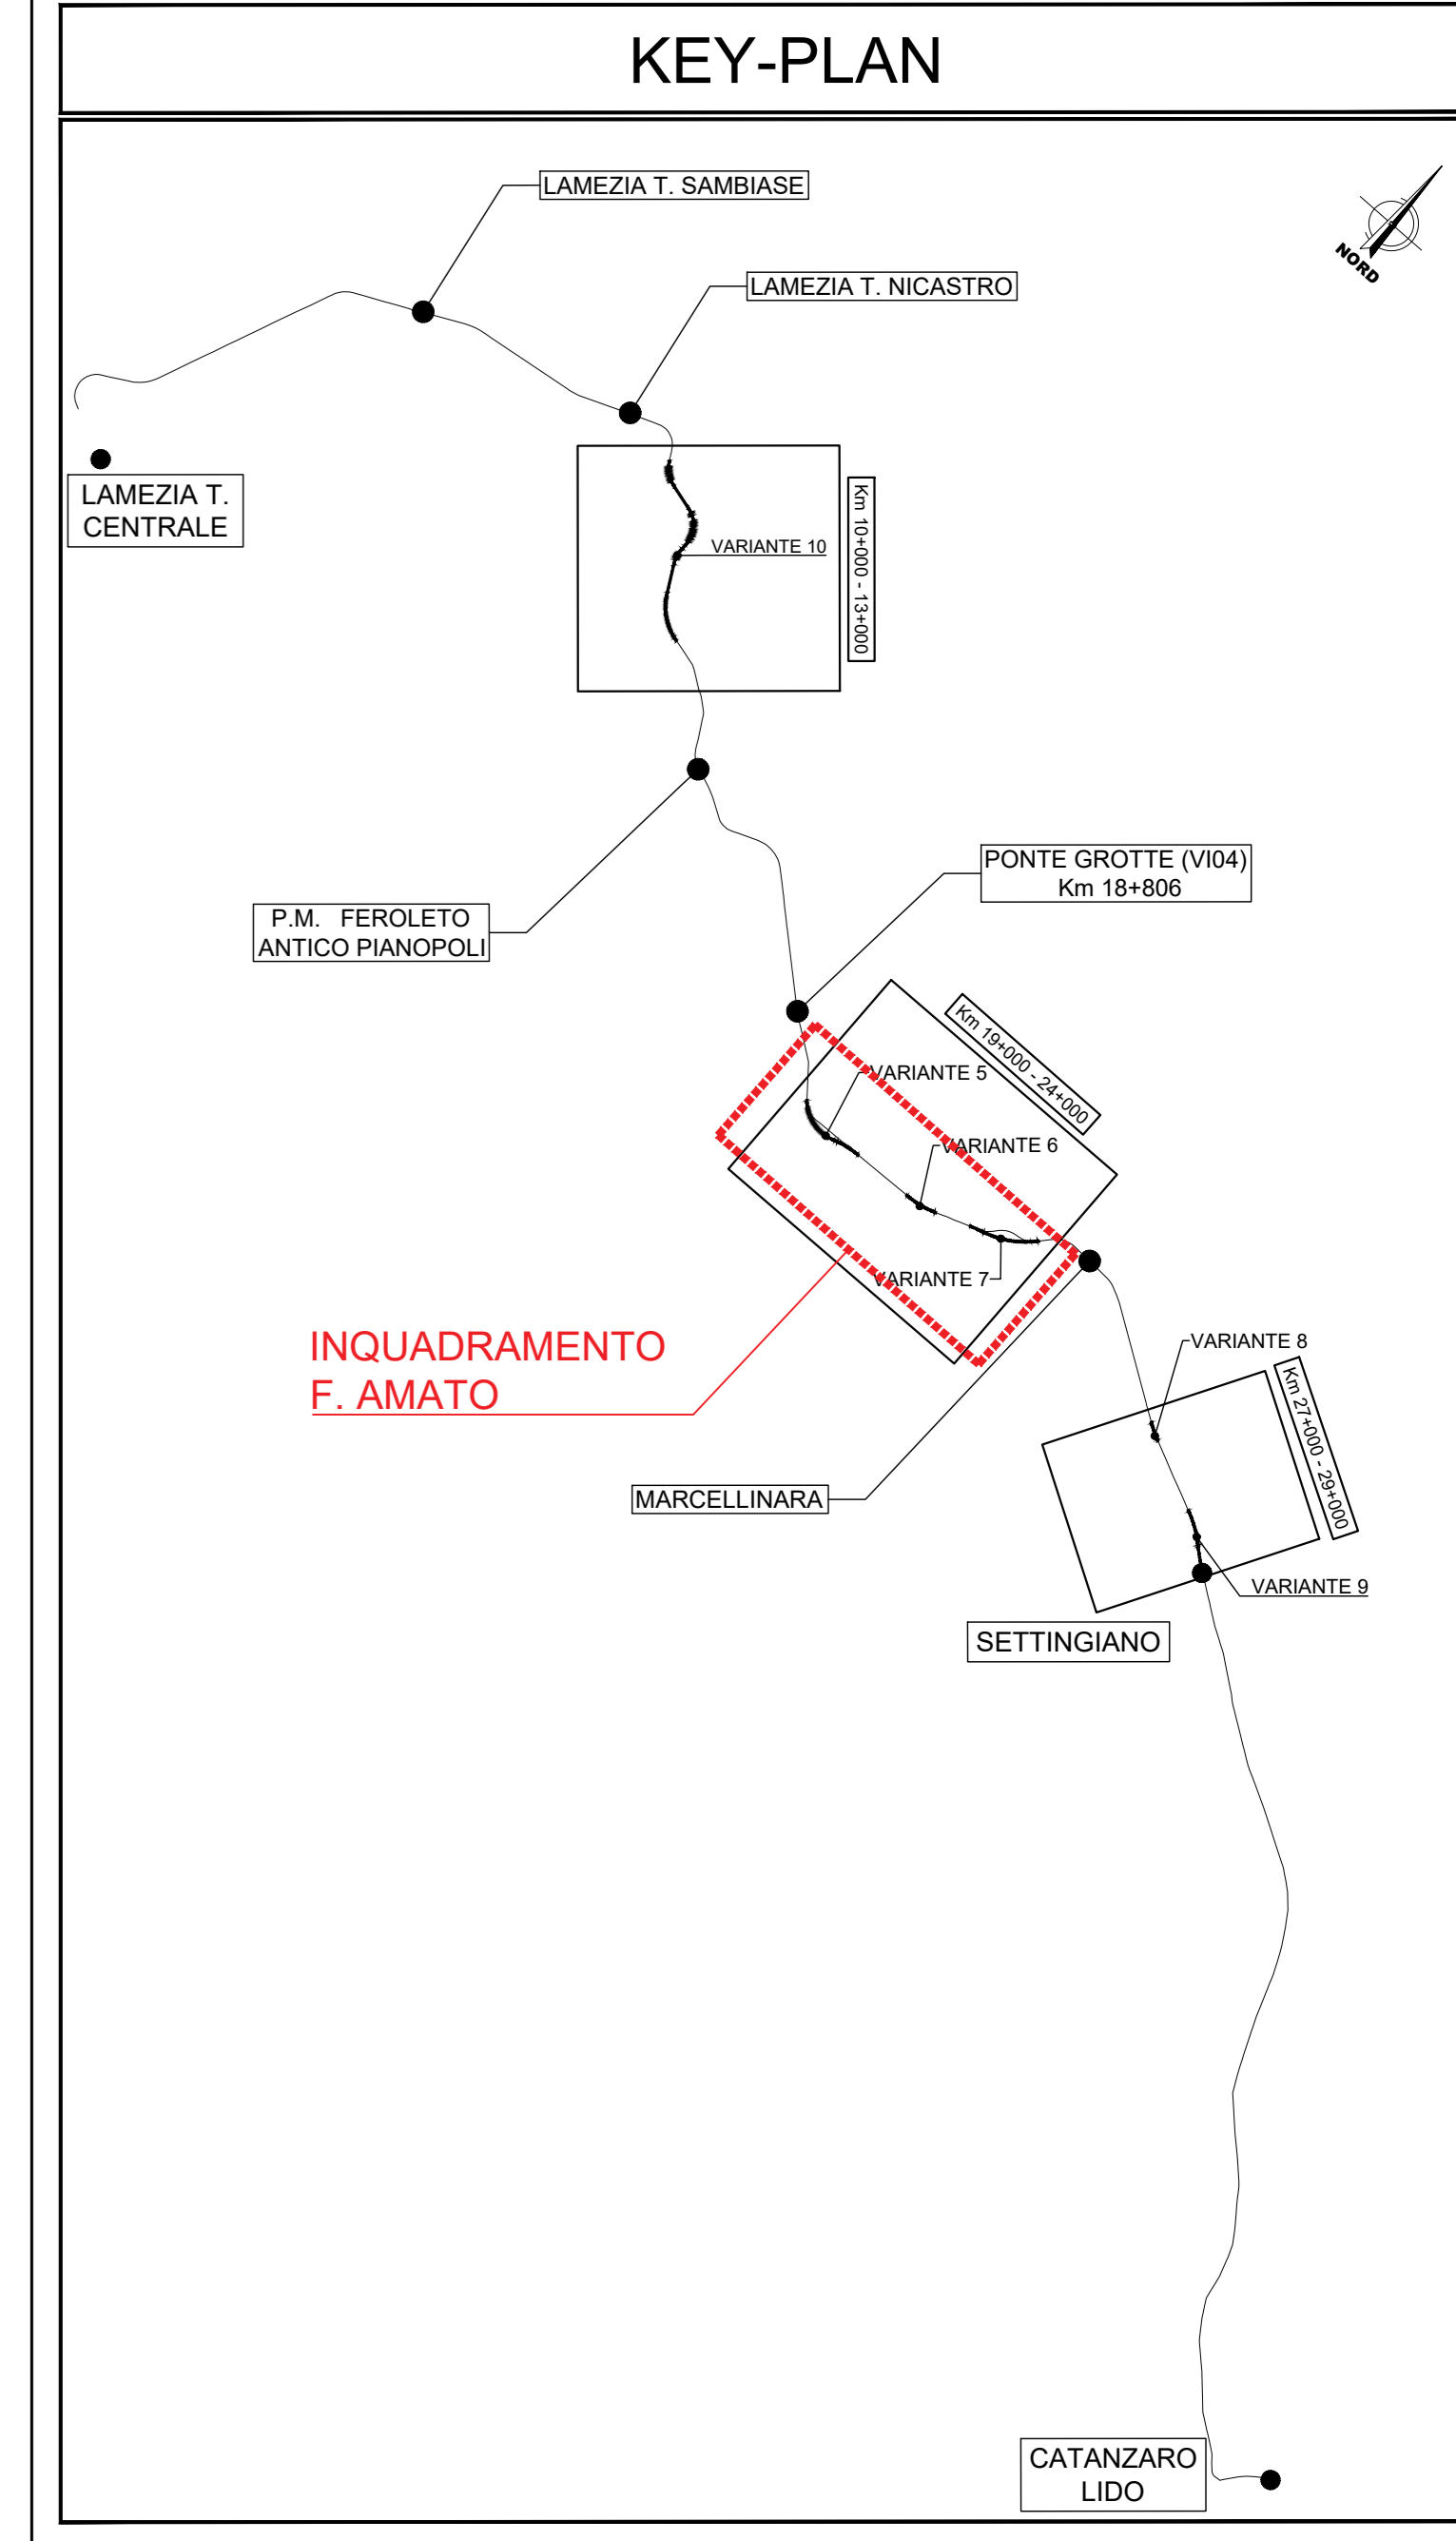 KEY-PLAN
LAMEZIA T. SAMBIASE
NORD
LAMEZIA T. NICASTRO
LAMEZIA T.
CENTRALE
VARIANTE 10
Km 10+000 - 13+000
PONTE GROTTE (VI04)
Km 18+806
P.M. FEROLETO
ANTICO PIANOPOLI
Km 19+000 - 24+000
VARIANTE 5
VARIANTE 6
VARIANTE 7
INQUADRAMENTO
F. AMATO
VARIANTE 8
Km 27+000 - 29+000
MARCELLINARA
VARIANTE 9
SETTINGIANO
CATANZARO
LIDO